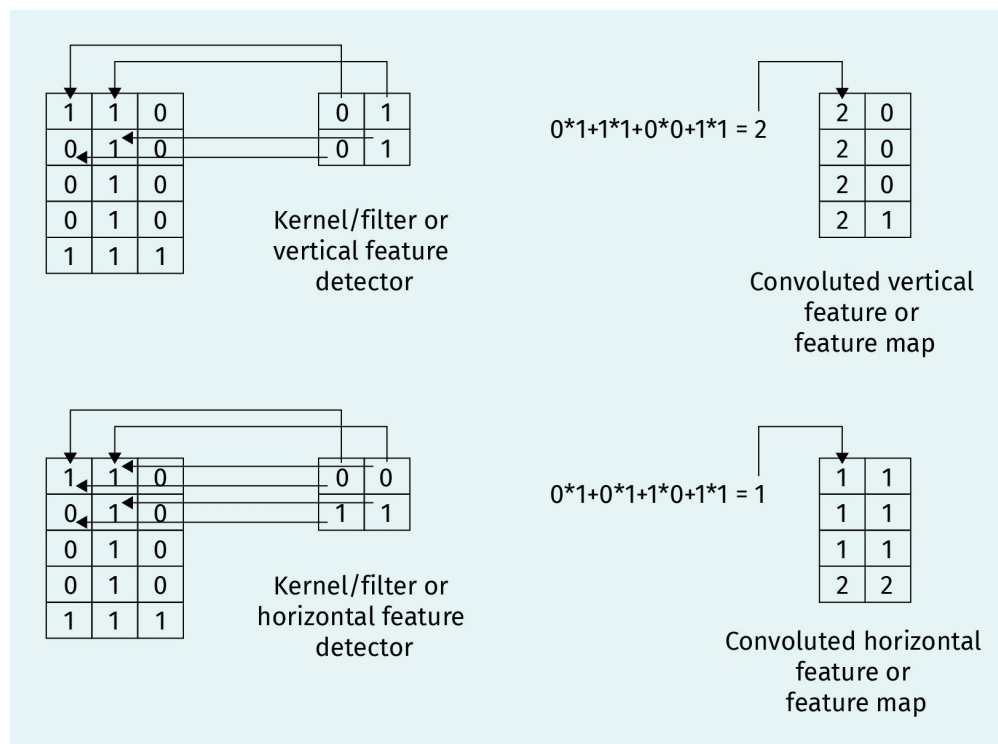 1 1 0
0 1 0
0 1 0
0 1 0
1 1 1
0 1
0 1
Kernel/filter or
vertical feature
detector
0*1+1*1+0*0+1*1 = 2
2 0
2 0
2 0
2 1
Convoluted vertical
feature or
feature map
1 1 0
0 1 0
0 1 0
0 1 0
1 1 1
0 0
1 1
Kernel/filter or
horizontal feature
detector
0*1+0*1+1*0+1*1 = 1
1 1
1 1
1 1
2 2
Convoluted horizontal
feature or
feature map